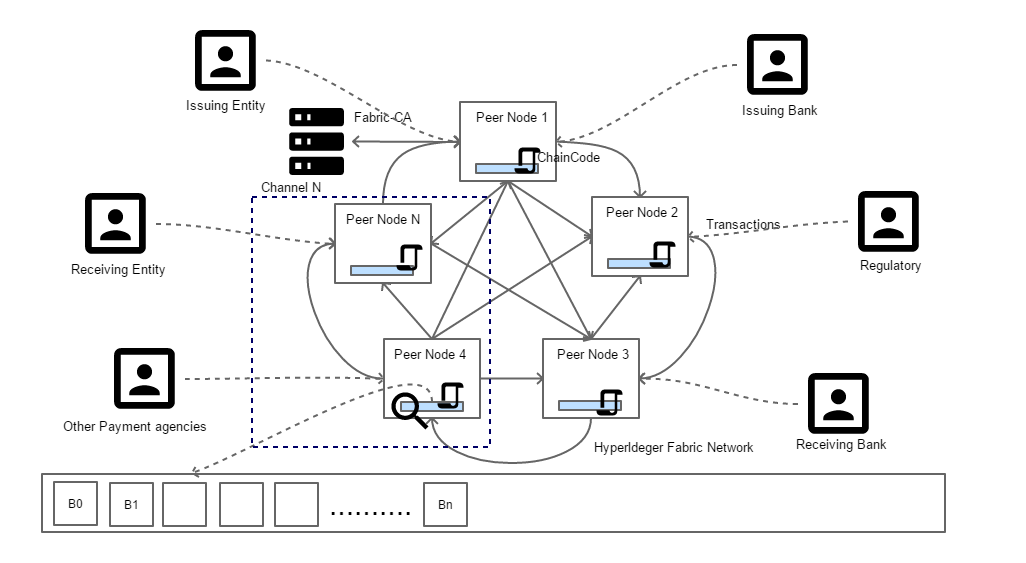 Issuing Entity
Issuing Bank
Fabric-CA
Peer Node 1
ChainCode
Channel N
Peer Node N
Peer Node 2
Transactions
Receiving Entity
Regulatory
Peer Node 4
Peer Node 3
Other Payment agencies
Hyperldeger Fabric Network
Receiving Bank
B0
B1
..........
Bn